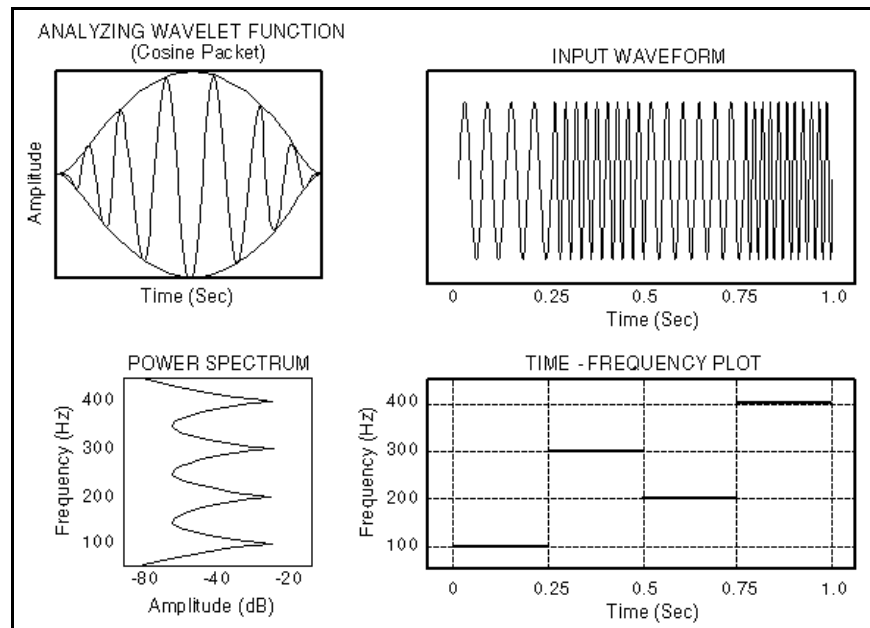 ANALYZING WAVELET FUNCTION
(Cosine Packet)
Amplitude
Time (Sec)
INPUT WAVEFORM
0 0.25 0.5 0.75 1.0
Time (Sec)
POWER SPECTRUM
Frequency (Hz)
400
300
200
100
-80 -40 -20
Amplitude (dB)
TIME - FREQUENCY PLOT
Frequency (Hz)
400
300
200
100
0 0.25 0.5 0.75 1.0
Time (Sec)